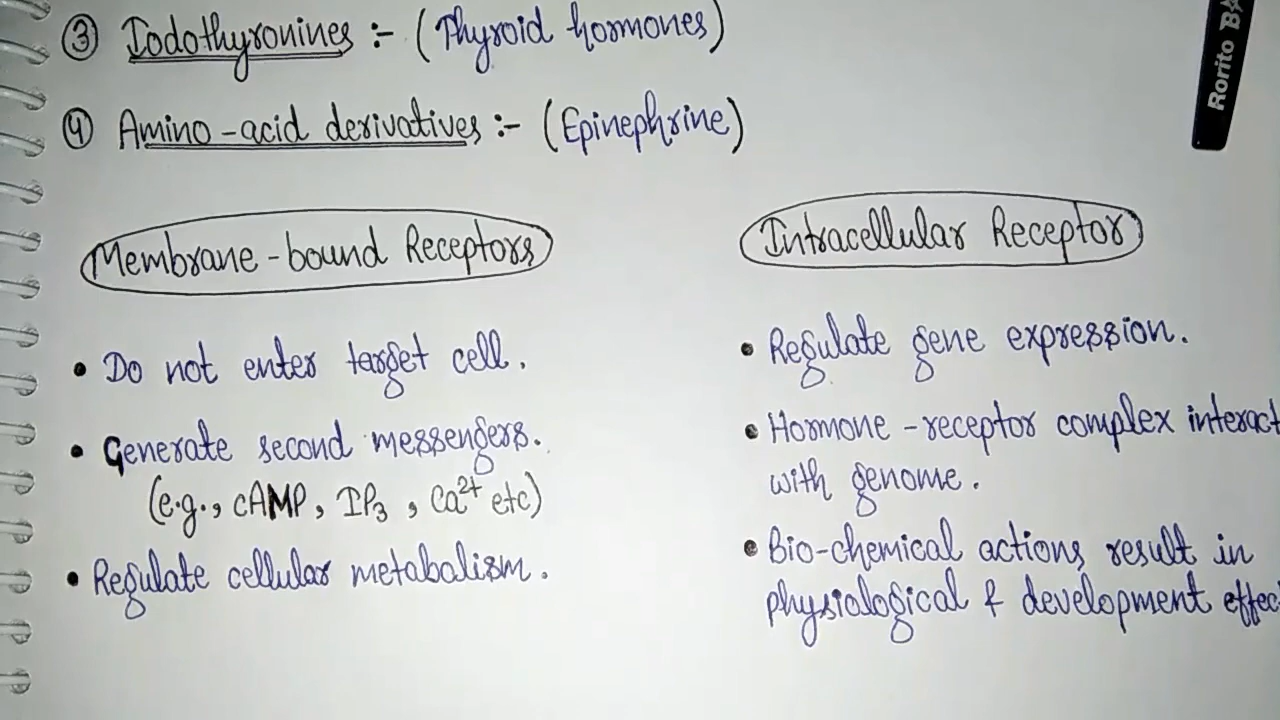 ③ Iodothyronines :- (Thyroid hormones)
④ Amino-acid derivatives :- (Epinephrine)
Membrane-bound Receptors
• Do not enter target cell.
• Generate second messengers.
(e.g., cAMP, IP₃, Ca²⁺ etc)
• Regulate cellular metabalism.
Intracellular Receptor
• Regulate gene expression.
• Hormone-receptor complex interact
with genome.
• Bio-chemical actions result in
physiological & development effec
Rorito